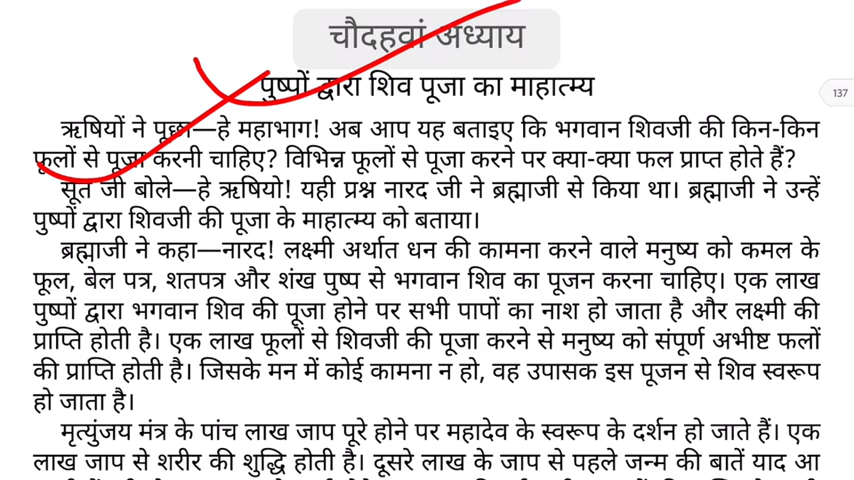 चौदहवां अध्याय
पुष्पों द्वारा शिव पूजा का माहात्म्य
137
ऋषियों ने पूछा—हे महाभाग! अब आप यह बताइए कि भगवान शिवजी की किन-किन
फूलों से पूजा करनी चाहिए? विभिन्न फूलों से पूजा करने पर क्या-क्या फल प्राप्त होते हैं?
सूत जी बोले—हे ऋषियो! यही प्रश्न नारद जी ने ब्रह्माजी से किया था। ब्रह्माजी ने उन्हें
पुष्पों द्वारा शिवजी की पूजा के माहात्म्य को बताया।
ब्रह्माजी ने कहा—नारद! लक्ष्मी अर्थात धन की कामना करने वाले मनुष्य को कमल के
फूल, बेल पत्र, शतपत्र और शंख पुष्प से भगवान शिव का पूजन करना चाहिए। एक लाख
पुष्पों द्वारा भगवान शिव की पूजा होने पर सभी पापों का नाश हो जाता है और लक्ष्मी की
प्राप्ति होती है। एक लाख फूलों से शिवजी की पूजा करने से मनुष्य को संपूर्ण अभीष्ट फलों
की प्राप्ति होती है। जिसके मन में कोई कामना न हो, वह उपासक इस पूजन से शिव स्वरूप
हो जाता है।
मृत्युंजय मंत्र के पांच लाख जाप पूरे होने पर महादेव के स्वरूप के दर्शन हो जाते हैं। एक
लाख जाप से शरीर की शुद्धि होती है। दूसरे लाख के जाप से पहले जन्म की बातें याद आ